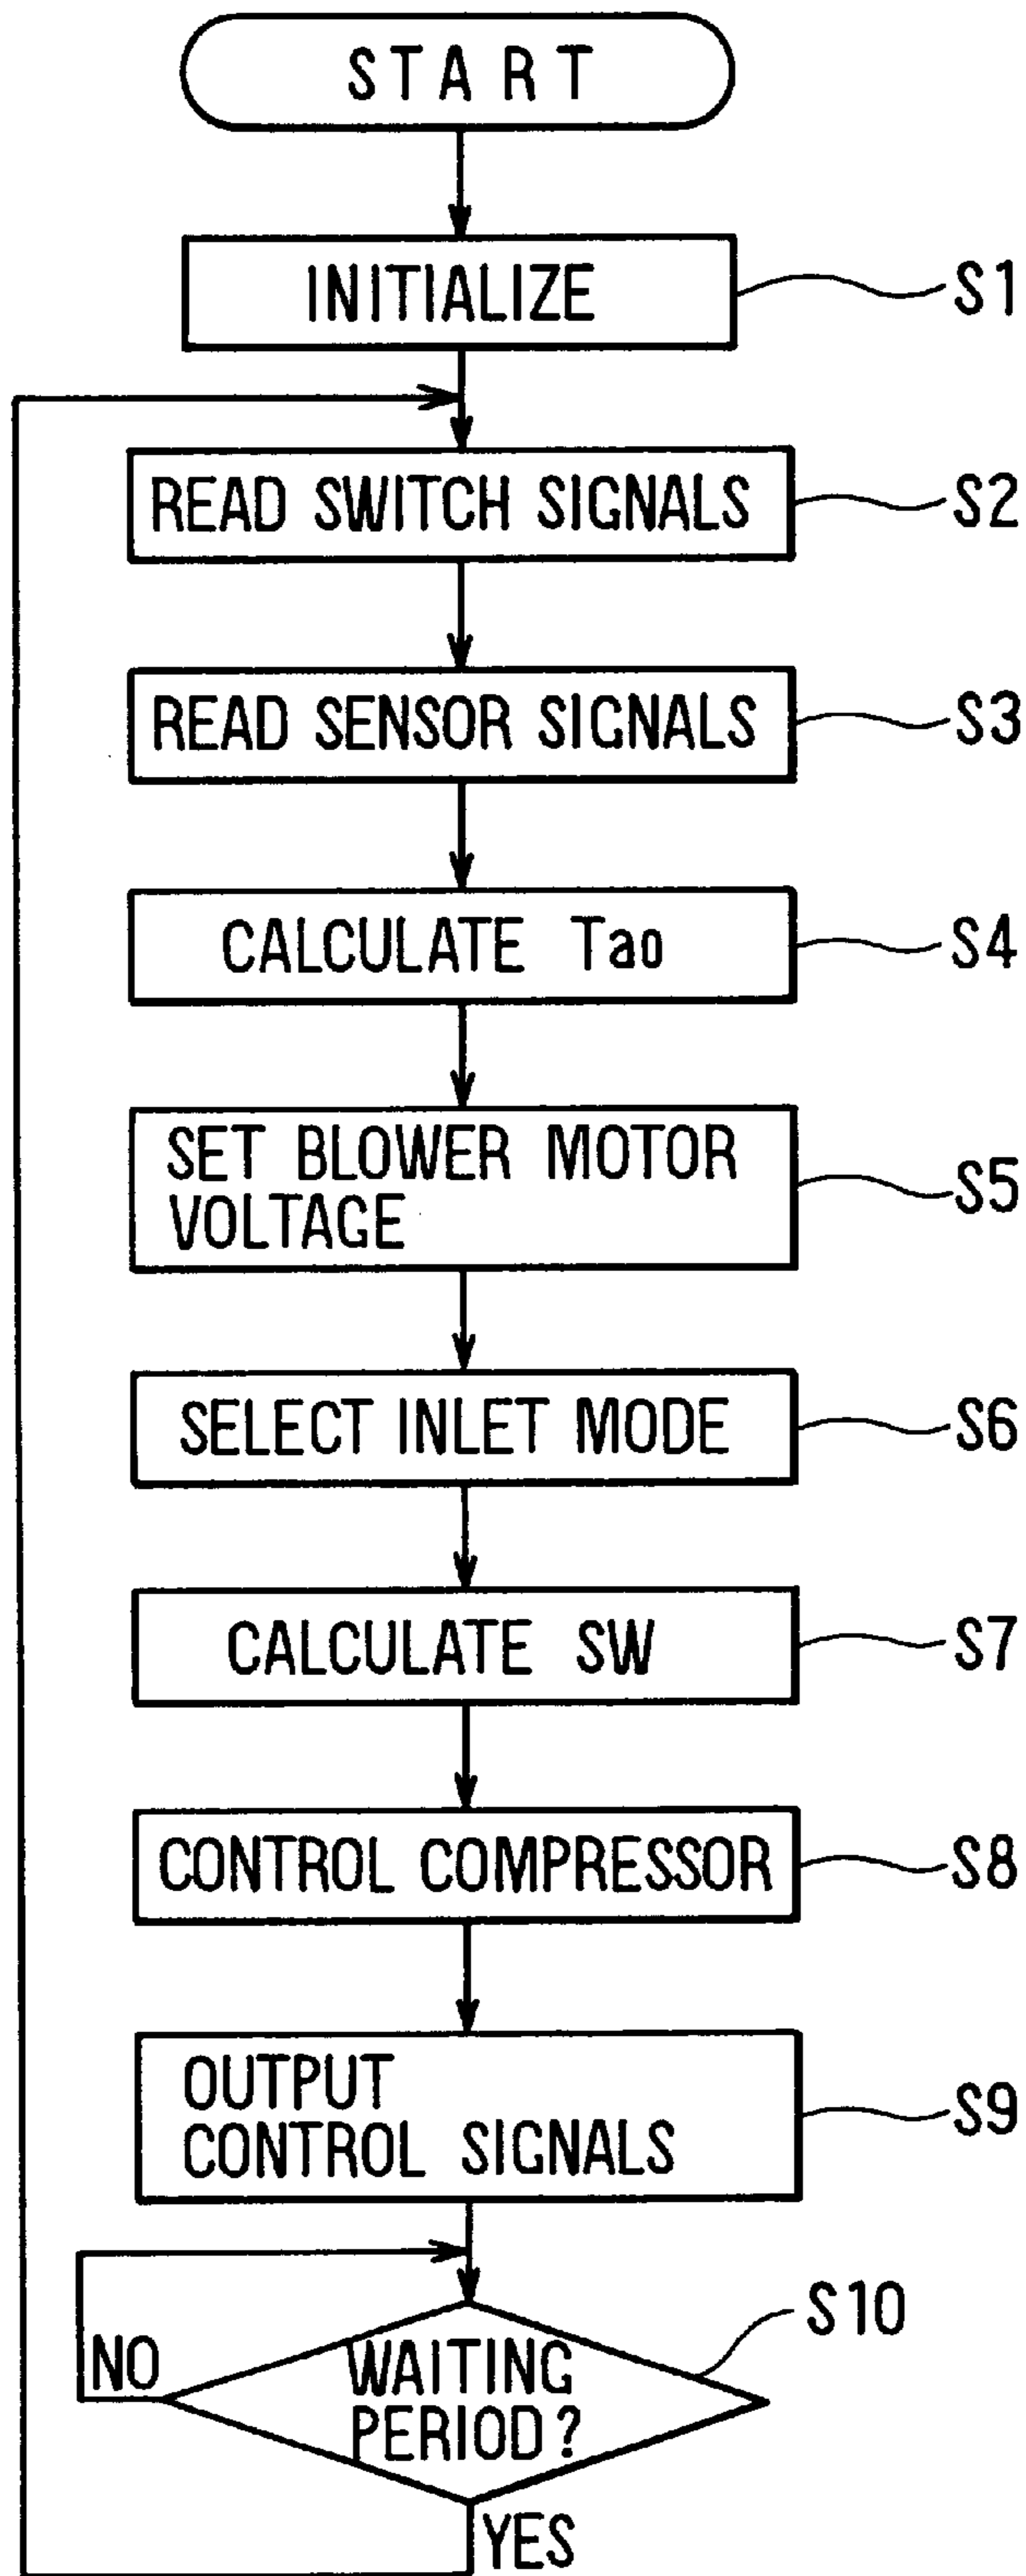 START
INITIALIZE
S1
READ SWITCH SIGNALS
S2
READ SENSOR SIGNALS
S3
CALCULATE Tao
S4
SET BLOWER MOTOR
VOLTAGE
S5
SELECT INLET MODE
S6
CALCULATE SW
S7
CONTROL COMPRESSOR
S8
OUTPUT
CONTROL SIGNALS
S9
S10
WAITING
PERIOD?
NO
YES